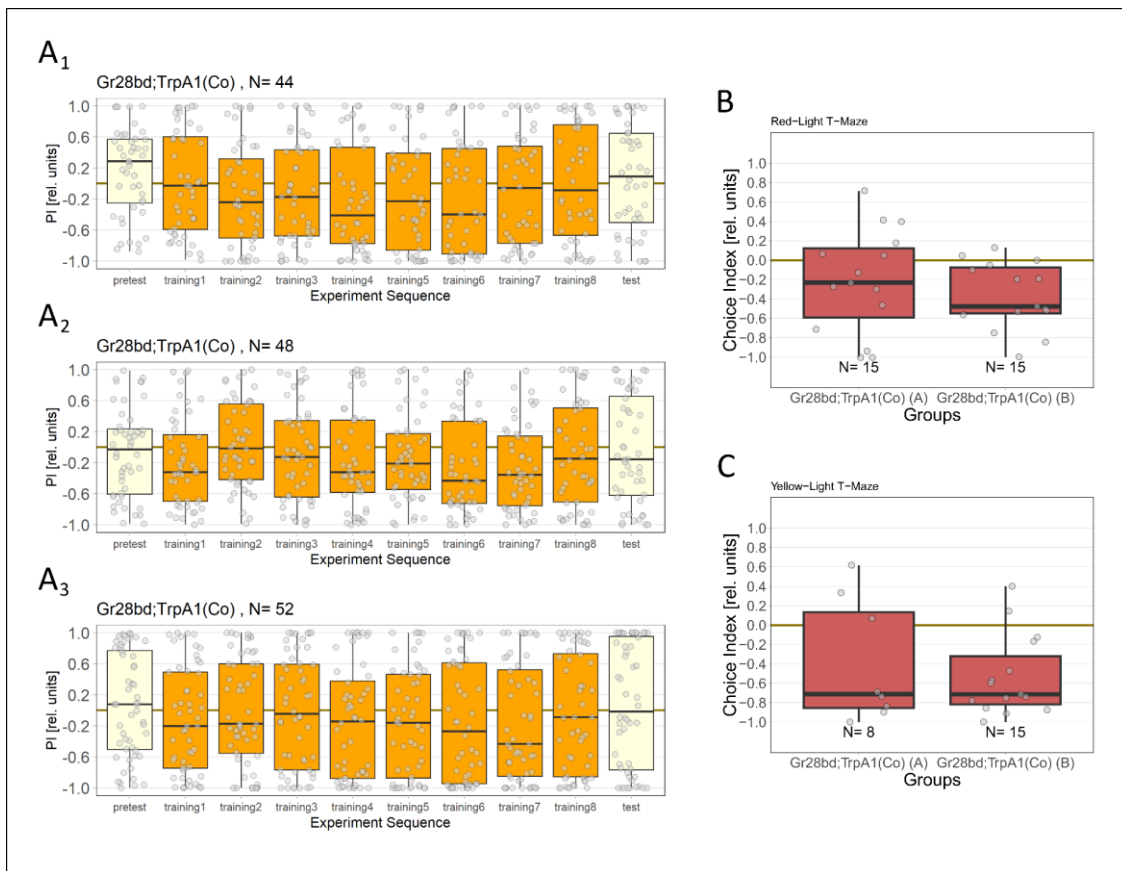 A1
Gr28bd;TrpA1(Co) , N= 44
PI [rel. units]
1.0
0.6
0.2
-0.2
-0.6
-1.0
pretest training1 training2 training3 training4 training5 training6 training7 training8 test
Experiment Sequence
A2
Gr28bd;TrpA1(Co) , N= 48
PI [rel. units]
1.0
0.6
0.2
-0.2
-0.6
-1.0
pretest training1 training2 training3 training4 training5 training6 training7 training8 test
Experiment Sequence
A3
Gr28bd;TrpA1(Co) , N= 52
PI [rel. units]
1.0
0.6
0.2
-0.2
-0.6
-1.0
pretest training1 training2 training3 training4 training5 training6 training7 training8 test
Experiment Sequence
B
Red−Light T−Maze
Choice Index [rel. units]
1.0
0.8
0.6
0.4
0.2
0.0
−0.2
−0.4
−0.6
−0.8
−1.0
N= 15 N= 15
Gr28bd;TrpA1(Co) (A) Gr28bd;TrpA1(Co) (B)
Groups
C
Yellow−Light T−Maze
Choice Index [rel. units]
1.0
0.8
0.6
0.4
0.2
0.0
−0.2
−0.4
−0.6
−0.8
−1.0
N= 8 N= 15
Gr28bd;TrpA1(Co) (A) Gr28bd;TrpA1(Co) (B)
Groups